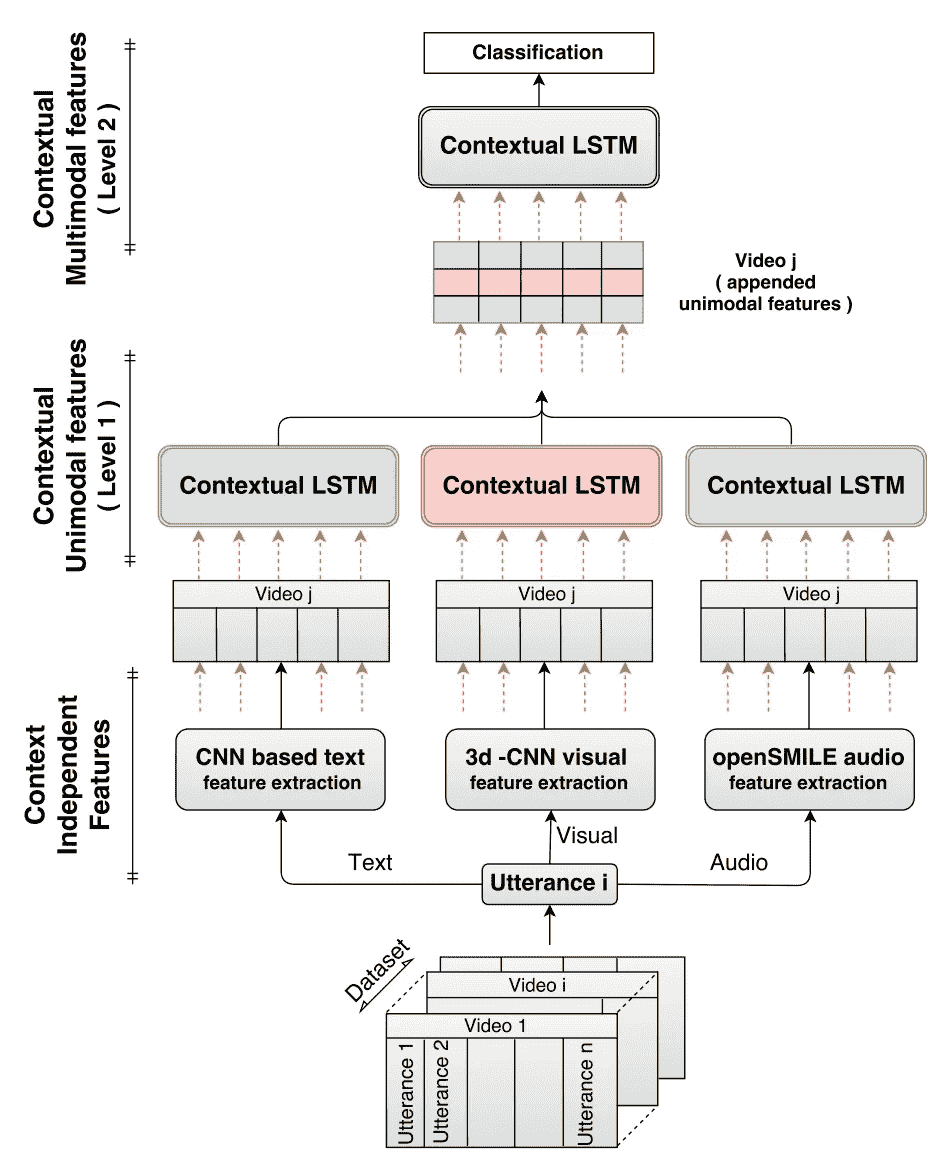 Classification
Contextual
Multimodal features
( Level 2 )
Contextual LSTM
Video j
( appended
unimodal features )
Contextual
Unimodal features
( Level 1 )
Contextual LSTM
Contextual LSTM
Contextual LSTM
Video j
Video j
Video j
Context
Independent
Features
CNN based text
feature extraction
3d -CNN visual
feature extraction
openSMILE audio
feature extraction
Text
Visual
Audio
Utterance i
Dataset
Video i
Video 1
Utterance 1
Utterance 2
Utterance n